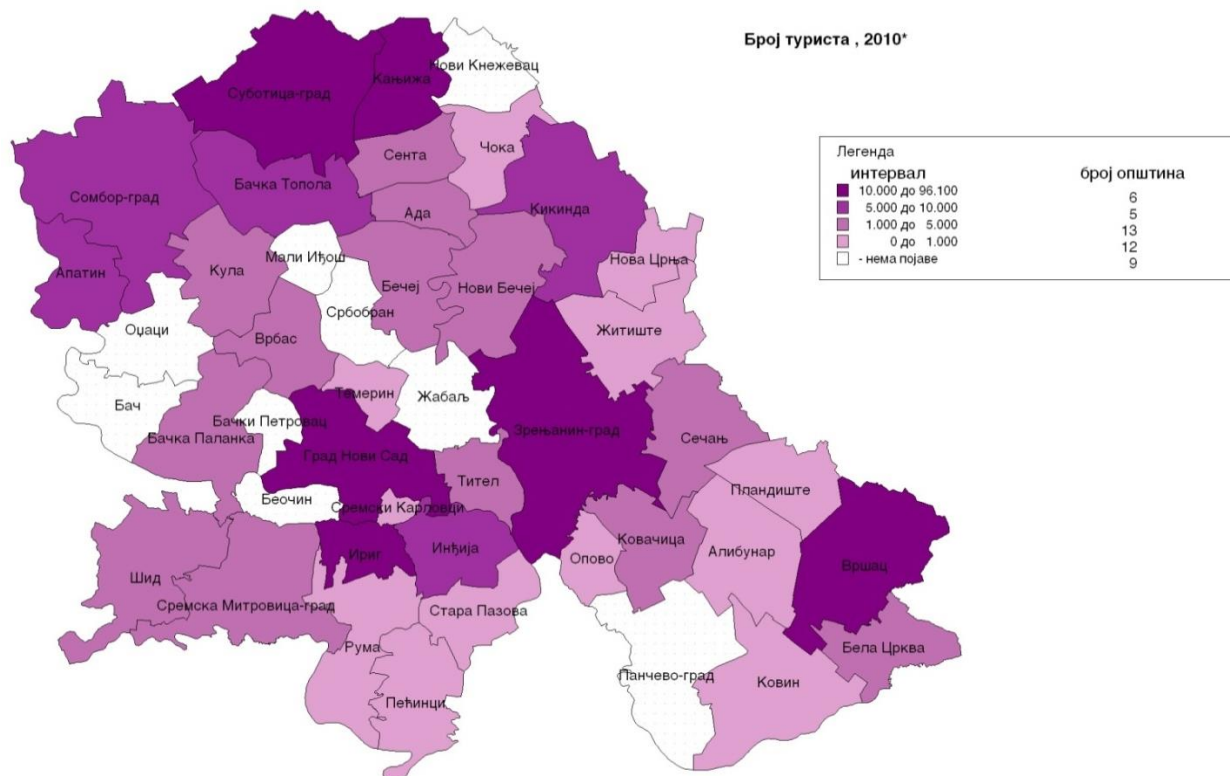 Број туриста , 2010*
Нови Кнежевац
Кањижа
Суботица-град
Чока
Сента
Бачка Топола
Сомбор-град
Ада
Кикинда
Мали Иђош
Нова Црња
Апатин
Кула
Бечеј
Нови Бечеј
Србобран
Оџаци
Житиште
Врбас
Темерин
Жабаљ
Бач
Бачки Петровац
Зрењанин-град
Бачка Паланка
Сечањ
Град Нови Сад
Тител
Пландиште
Беочин
Сремски Карловци
Ириг
Инђија
Ковачица
Опово
Алибунар
Вршац
Шид
Сремска Митровица-град
Стара Пазова
Рума
Бела Црква
Панчево-град
Ковин
Пећинци
Легенда
интервал број општина
10.000 до 96.100 6
5.000 до 10.000 5
1.000 до 5.000 13
0 до 1.000 12
- нема појаве 9